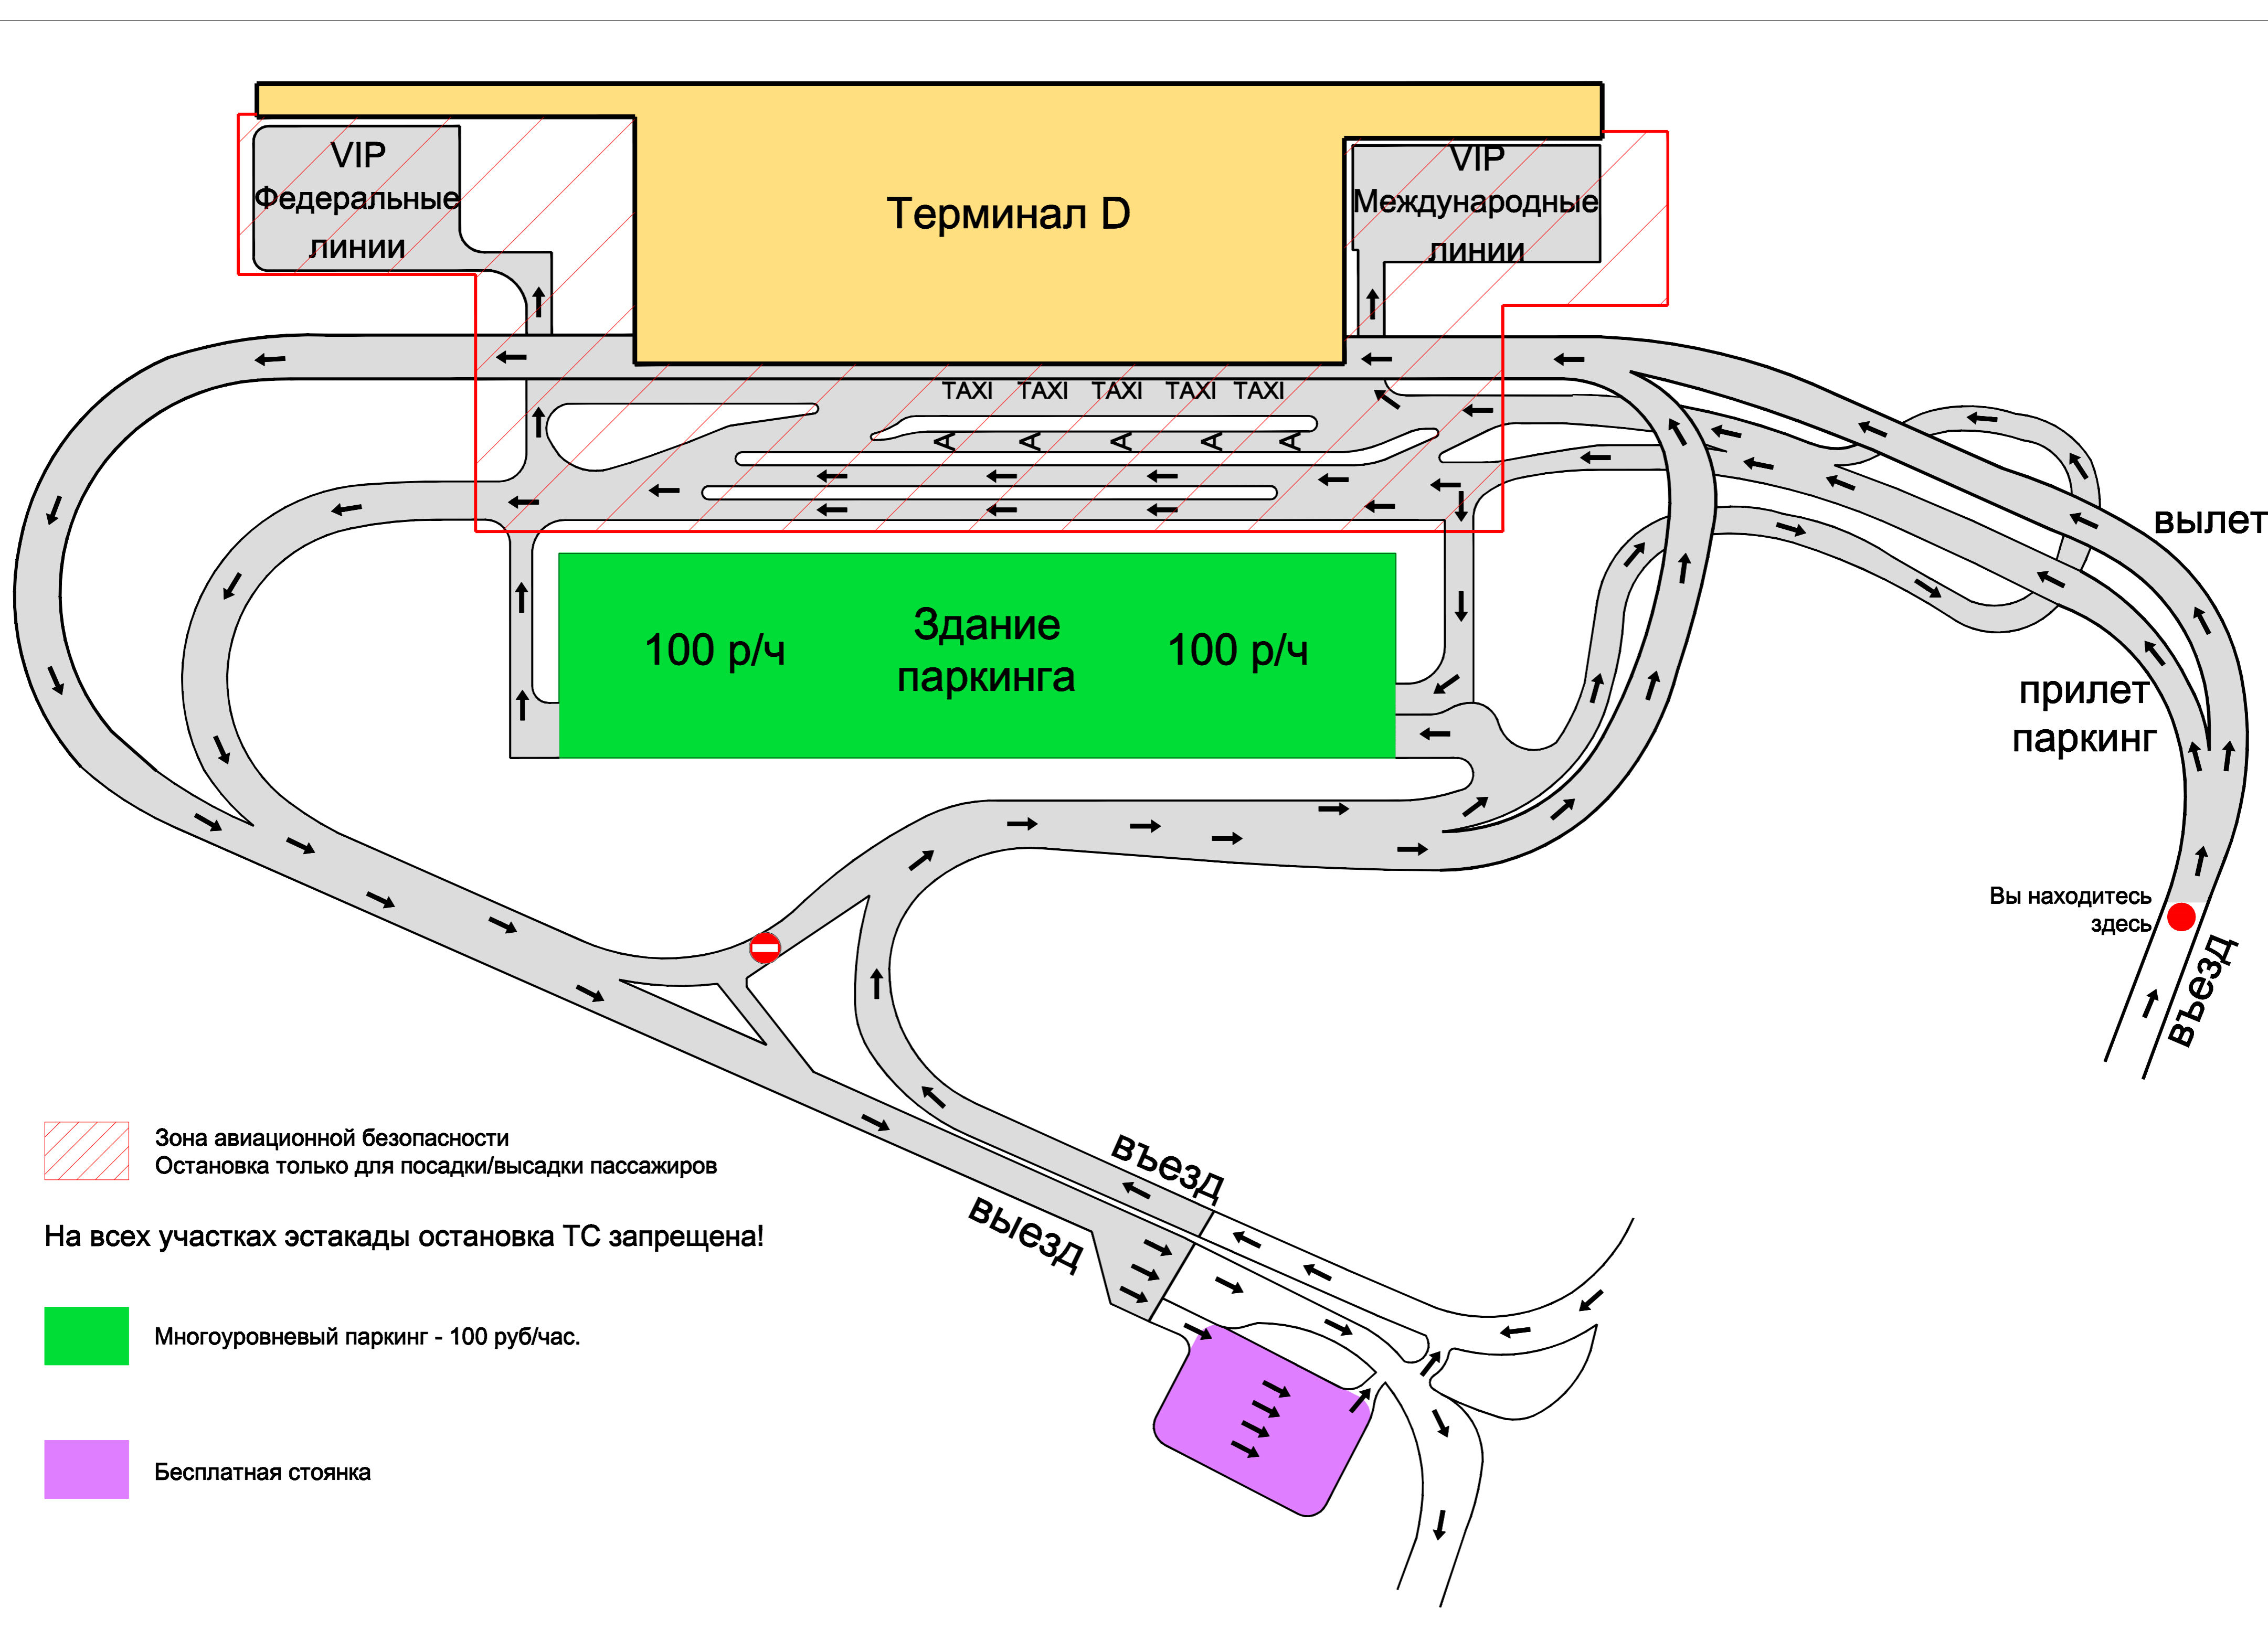 VIP
Федеральные
линии
Терминал D
VIP
Международные
линии
TAXI TAXI TAXI TAXI TAXI
A A A A A
вылет
100 р/ч
Здание
паркинга
100 р/ч
прилет
паркинг
Вы находитесь
здесь
въезд
въезд
выезд
Зона авиационной безопасности
Остановка только для посадки/высадки пассажиров
На всех участках эстакады остановка ТС запрещена!
Многоуровневый паркинг - 100 руб/час.
Бесплатная стоянка